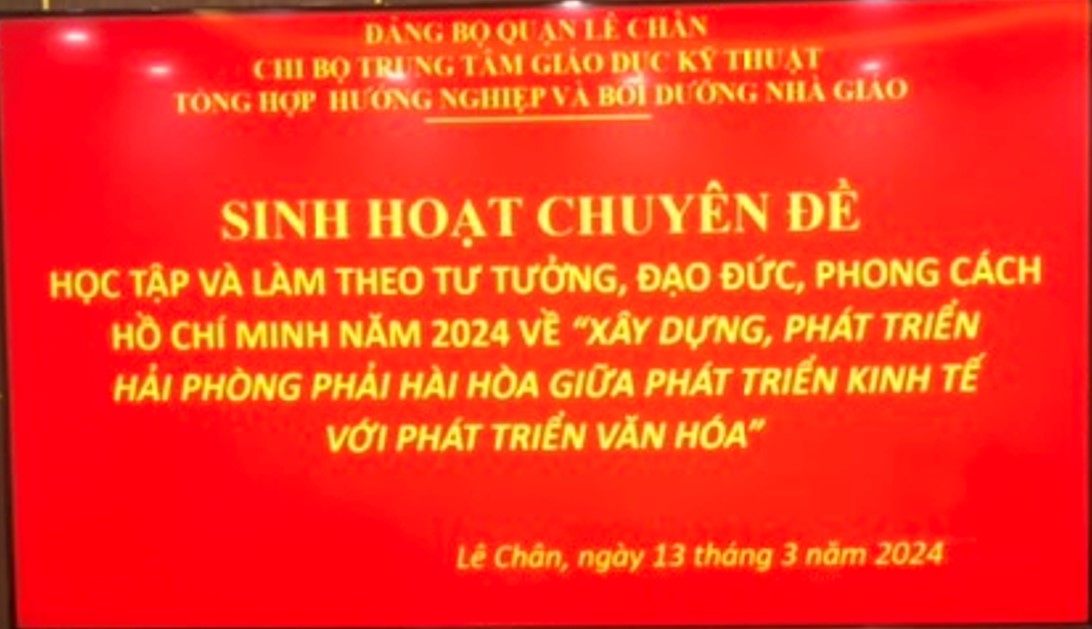 ĐẢNG BỘ QUẬN LÊ CHÂN
CHI BỘ TRUNG TÂM GIÁO DỤC KỸ THUẬT
TỔNG HỢP HƯỚNG NGHIỆP VÀ BỒI DƯỠNG NHÀ GIÁO
SINH HOẠT CHUYÊN ĐỀ
HỌC TẬP VÀ LÀM THEO TƯ TƯỞNG, ĐẠO ĐỨC, PHONG CÁCH
HỒ CHÍ MINH NĂM 2024 VỀ “XÂY DỰNG, PHÁT TRIỂN
HẢI PHÒNG PHẢI HÀI HÒA GIỮA PHÁT TRIỂN KINH TẾ
VỚI PHÁT TRIỂN VĂN HÓA”
Lê Chân, ngày 13 tháng 3 năm 2024